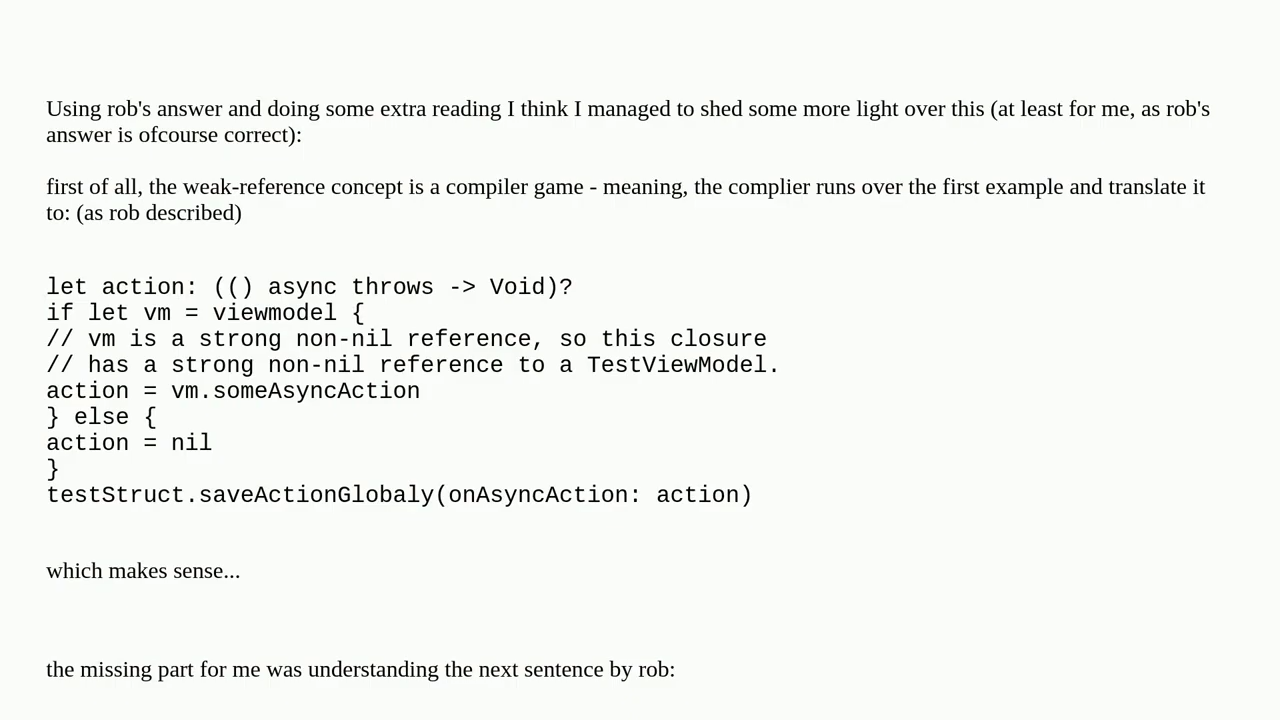 Using rob's answer and doing some extra reading I think I managed to shed some more light over this (at least for me, as rob's
answer is ofcourse correct):
first of all, the weak-reference concept is a compiler game - meaning, the complier runs over the first example and translate it
to: (as rob described)
let action: (() async throws -> Void)?
if let vm = viewmodel {
// vm is a strong non-nil reference, so this closure
// has a strong non-nil reference to a TestViewModel.
action = vm.someAsyncAction
} else {
action = nil
}
testStruct.saveActionGlobaly(onAsyncAction: action)
which makes sense...
the missing part for me was understanding the next sentence by rob: